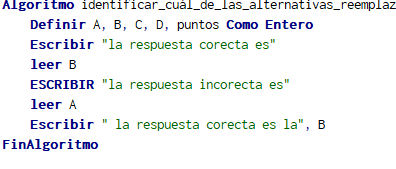 Algoritmo identificar_cuál_de_las_alternativas_reemplaz
Definir A, B, C, D, puntos Como Entero
Escribir "la respuesta corecta es"
leer B
ESCRIBIR "la respuesta incorecta es"
leer A
Escribir " la respuesta corecta es la", B
FinAlgoritmo